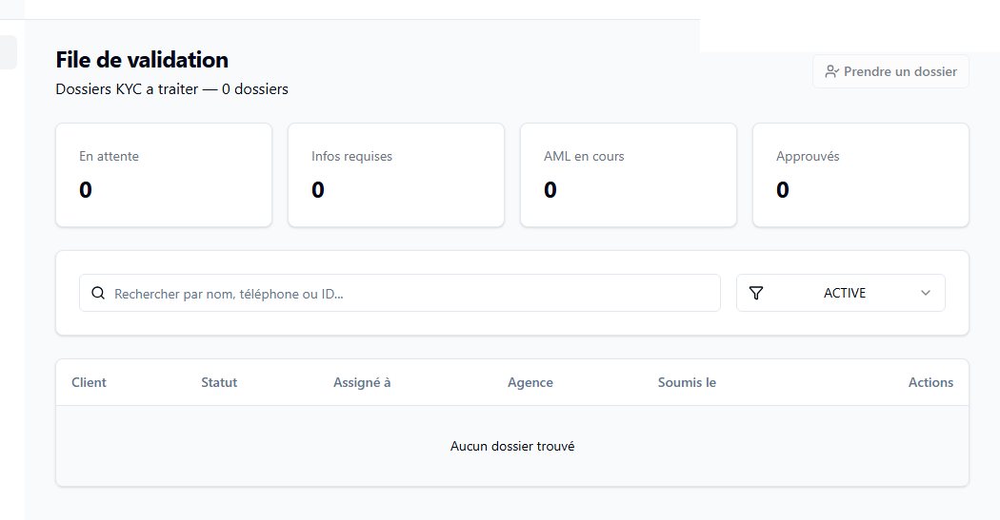 File de validation
Dossiers KYC a traiter — 0 dossiers
Prendre un dossier
En attente
0
Infos requises
0
AML en cours
0
Approuvés
0
Rechercher par nom, téléphone ou ID...
ACTIVE
Client Statut Assigné à Agence Soumis le Actions
Aucun dossier trouvé